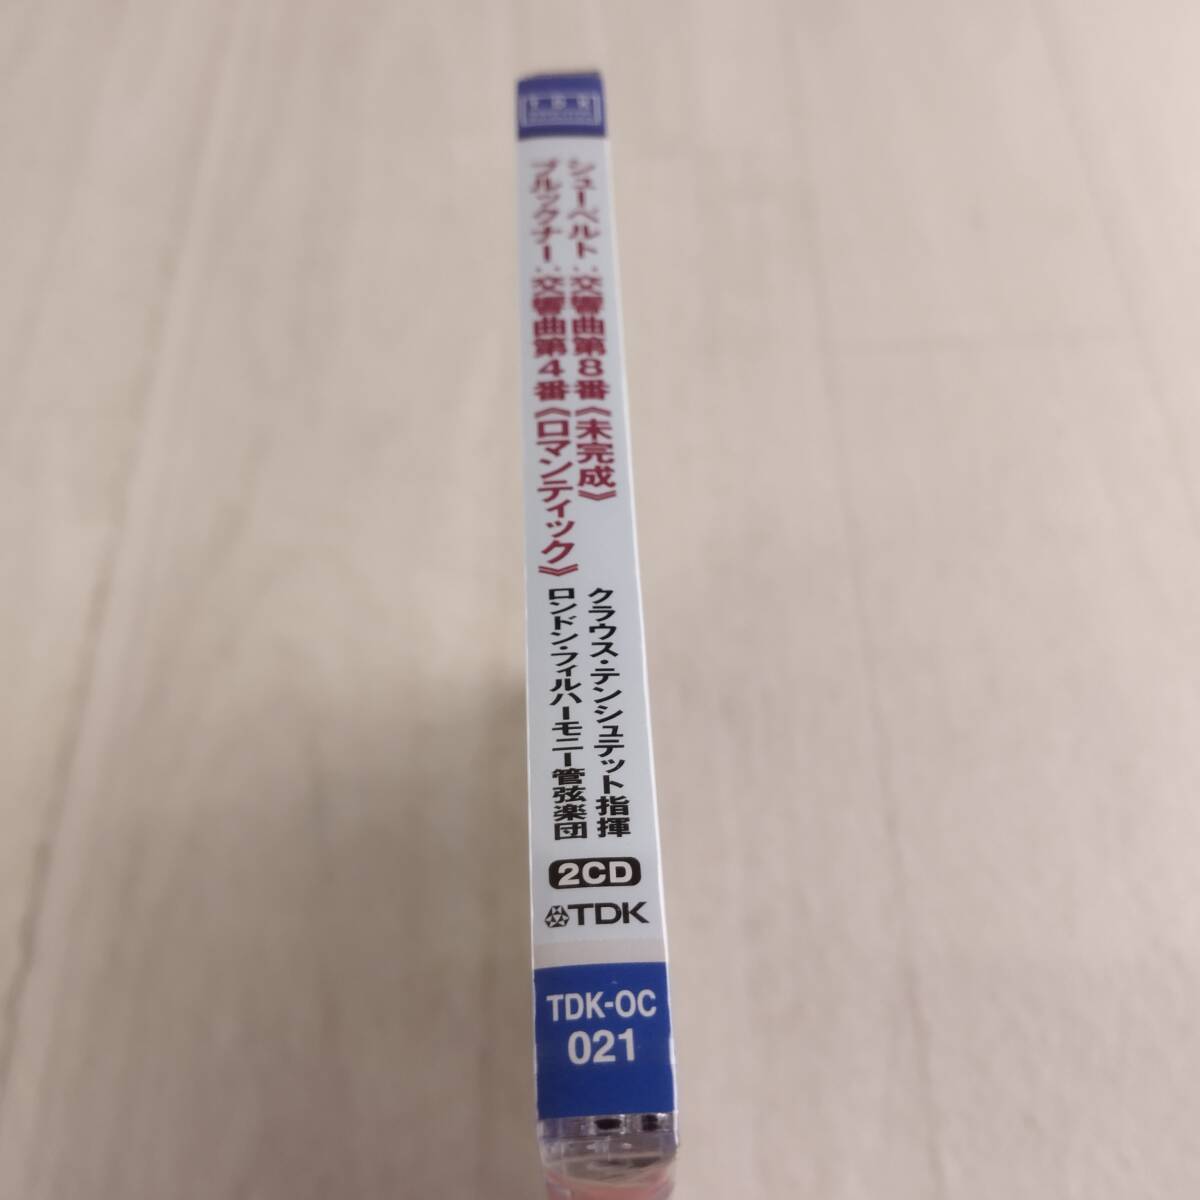 シューベルト:交響曲第8番《未完成》
ブルックナー:交響曲第4番《ロマンティック》
クラウス・テンシュテット指揮
ロンドン・フィルハーモニー管弦楽団
2CD
TDK
TDK-OC
021